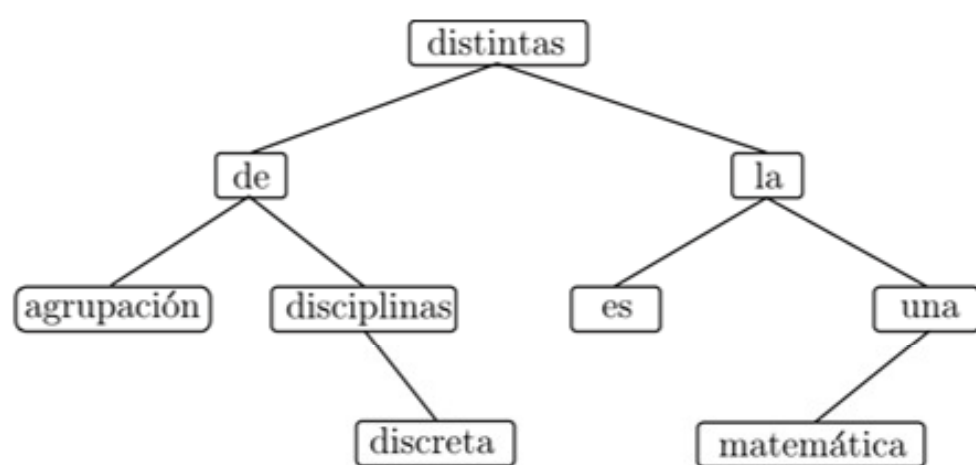 distintas
de la
agrupación disciplinas es una
discreta matemática